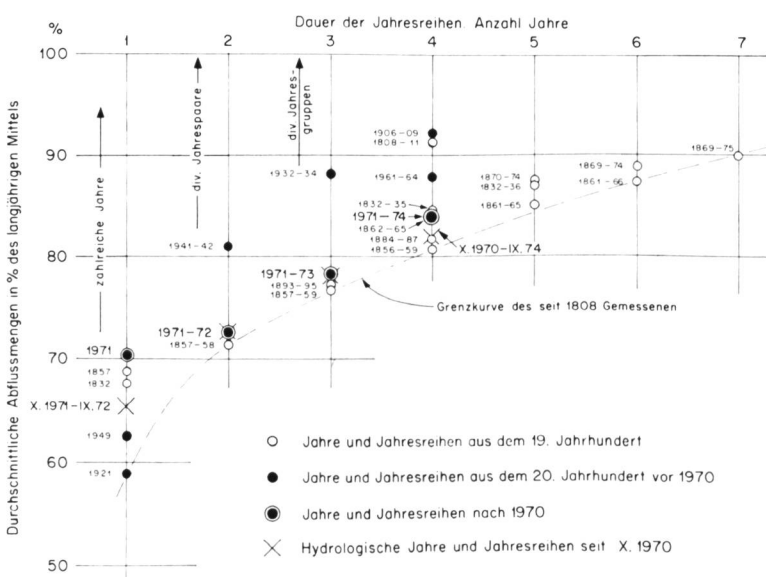 Dauer der Jahresreihen. Anzahl Jahre
% 1 2 3 4 5 6 7
100
90
80
70
60
50
Durchschnittliche Abflussmengen in % des langjährigen Mittels
zahlreiche Jahre
div. Jahrespaare
div. Jahres-
gruppen
1906-09
1808-11
1869-75
1932-34
1961-64
1870-74
1832-36
1869-74
1861-66
1832-35
1971-74
1862-65
1884-87
1856-59
1861-65
X.1970-IX.74
1941-42
1971-73
1893-95
1857-59
Grenzkurve des seit 1808 Gemessenen
1971-72
1857-58
1971
1857
1832
X.1971-IX.72
1949
1921
Jahre und Jahresreihen aus dem 19. Jahrhundert
Jahre und Jahresreihen aus dem 20. Jahrhundert vor 1970
Jahre und Jahresreihen nach 1970
Hydrologische Jahre und Jahresreihen seit X.1970